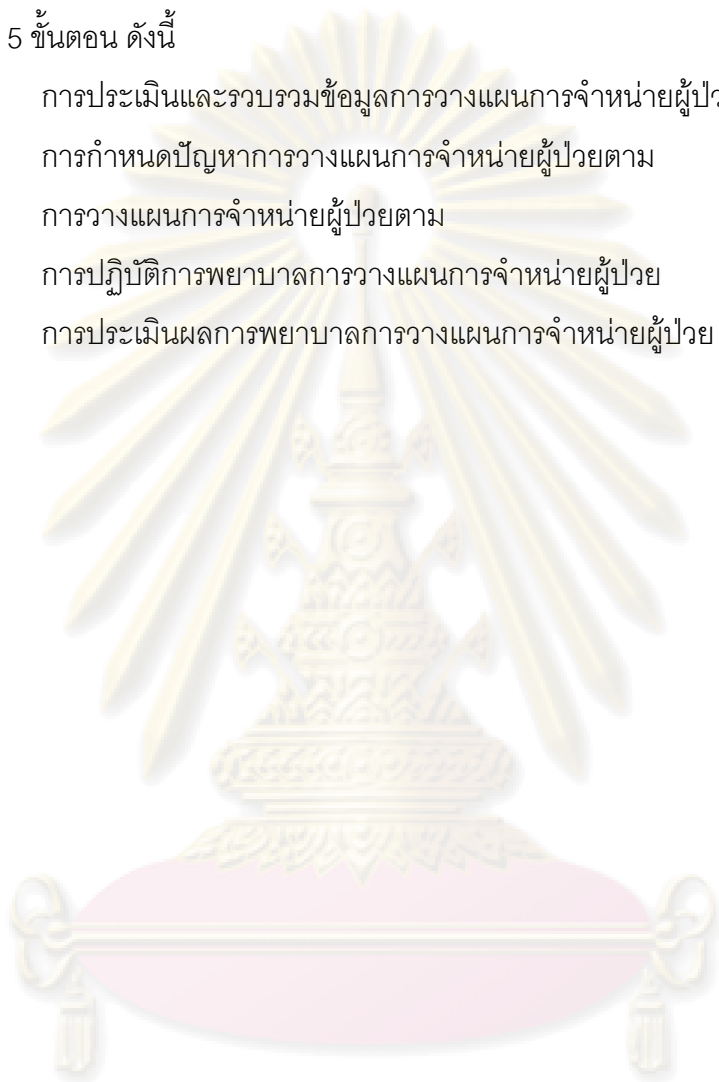 5 ขั้นตอน ดังนี้
การประเมินและรวบรวมข้อมูลการวางแผนการจำหน่ายผู้ป่ว
การกำหนดปัญหาการวางแผนการจำหน่ายผู้ป่วยตาม
การวางแผนการจำหน่ายผู้ป่วยตาม
การปฏิบัติการพยาบาลการวางแผนการจำหน่ายผู้ป่วย
การประเมินผลการพยาบาลการวางแผนการจำหน่ายผู้ป่วย